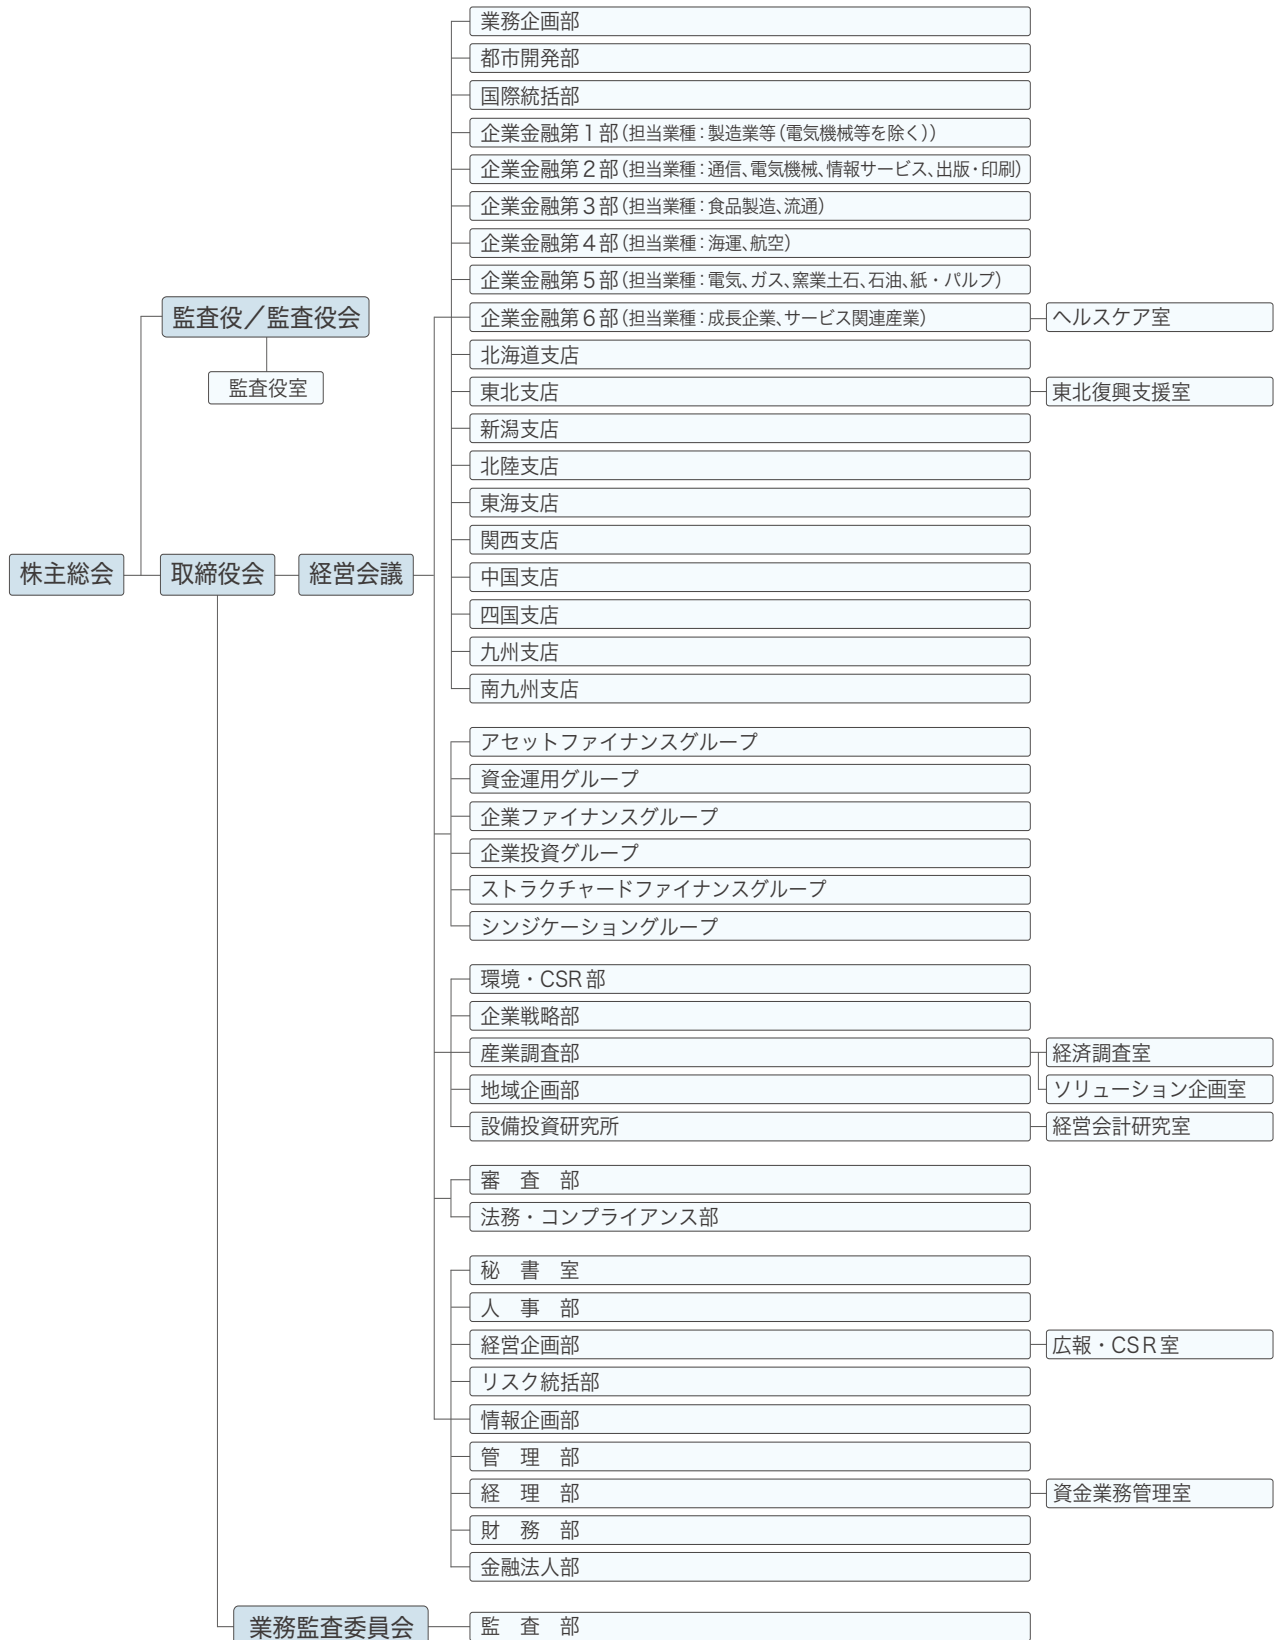 業務企画部
都市開発部
国際統括部
企業金融第1部(担当業種:製造業等(電気機械等を除く))
企業金融第2部(担当業種:通信、電気機械、情報サービス、出版・印刷)
企業金融第3部(担当業種:食品製造、流通)
企業金融第4部(担当業種:海運、航空)
企業金融第5部(担当業種:電気、ガス、窯業土石、石油、紙・パルプ)
監査役/監査役会
企業金融第6部(担当業種:成長企業、サービス関連産業)
ヘルスケア室
北海道支店
監査役室
東北支店
東北復興支援室
新潟支店
北陸支店
東海支店
関西支店
株主総会
取締役会
経営会議
中国支店
四国支店
九州支店
南九州支店
アセットファイナンスグループ
資金運用グループ
企業ファイナンスグループ
企業投資グループ
ストラクチャードファイナンスグループ
シンジケーショングループ
環境・CSR部
企業戦略部
産業調査部
経済調査室
地域企画部
ソリューション企画室
設備投資研究所
経営会計研究室
審 査 部
法務・コンプライアンス部
秘 書 室
人 事 部
経営企画部
広報・CSR室
リスク統括部
情報企画部
管 理 部
経 理 部
資金業務管理室
財 務 部
金融法人部
業務監査委員会
監 査 部